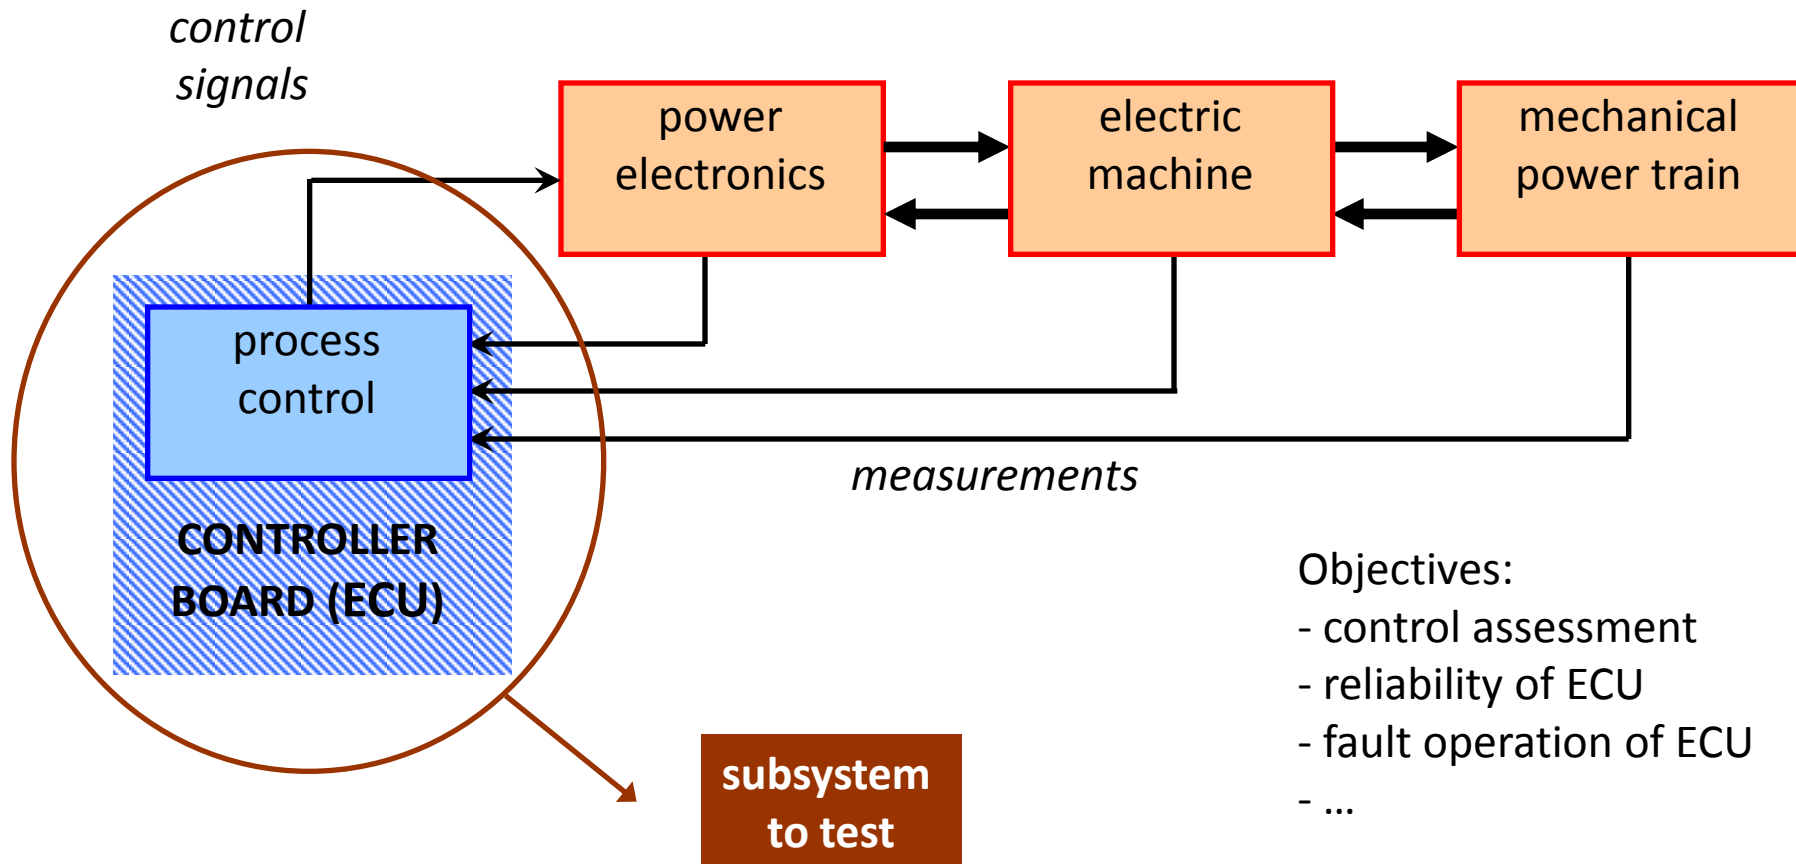 control
signals
power
electronics
electric
machine
mechanical
power train
process
control
measurements
CONTROLLER
BOARD (ECU)
Objectives:
- control assessment
- reliability of ECU
- fault operation of ECU
- ...
subsystem
to test